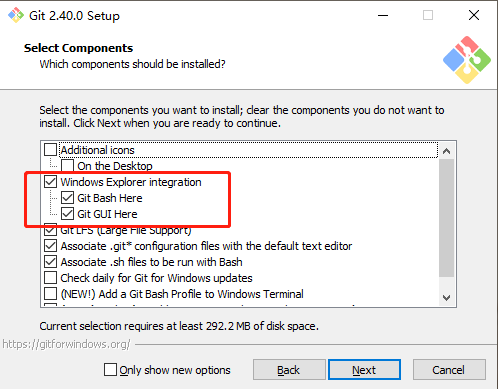 Git 2.40.0 Setup
Select Components
Which components should be installed?
Select the components you want to install; clear the components you do not want to
install. Click Next when you are ready to continue.
Additional icons
On the Desktop
Windows Explorer integration
Git Bash Here
Git GUI Here
Git LFS (Large File Support)
Associate .git* configuration files with the default text editor
Associate .sh files to be run with Bash
Check daily for Git for Windows updates
(NEW!) Add a Git Bash Profile to Windows Terminal
Current selection requires at least 292.2 MB of disk space.
https://gitforwindows.org/
Only show new options
Back
Next
Cancel